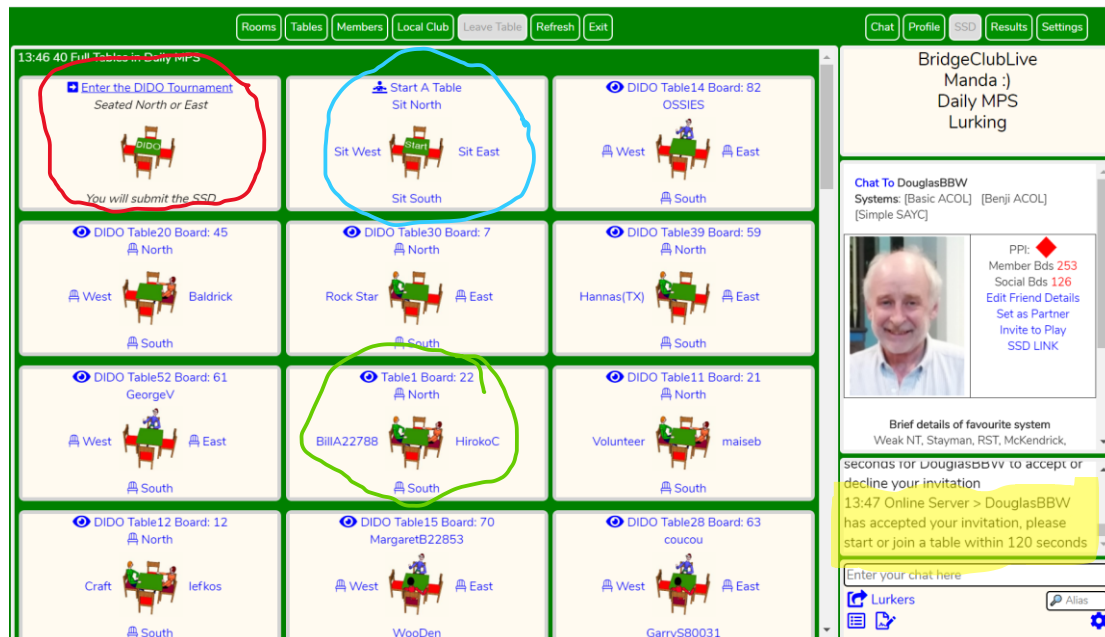 Rooms Tables Members Local Club Leave Table Refresh Exit
Chat Profile SSD Results Settings
13:46 40 Full Tables in Daily MPS
Enter the DIDO Tournament
Seated North or East
DIDO
You will submit the SSD
Start A Table
Sit North
Sit West Start Sit East
Sit South
DIDO Table14 Board: 82
OSSIES
West East
South
DIDO Table20 Board: 45
North
West Baldrick
South
DIDO Table30 Board: 7
North
Rock Star East
South
DIDO Table39 Board: 59
North
Hannas(TX) East
South
DIDO Table52 Board: 61
GeorgeV
West East
South
Table1 Board: 22
North
BillA22788 HirokoC
South
Table11 Board: 21
North
Volunteer maiseb
South
DIDO Table12 Board: 12
North
Craft lefkos
South
DIDO Table15 Board: 70
MargaretB22853
West East
WooDen
DIDO Table28 Board: 63
coucou
West East
GarryS80031
BridgeClubLive
Manda :)
Daily MPS
Lurking
Chat To DouglasBBW
Systems: [Basic ACOL] [Benji ACOL]
[Simple SAYC]
PPI:
Member Bds 253
Social Bds 126
Edit Friend Details
Set as Partner
Invite to Play
SSD LINK
Brief details of favourite system
Weak NT, Stayman, RST, McKendrick,
seconds for DouglasBBW to accept or
decline your invitation
13:47 Online Server > DouglasBBW
has accepted your invitation, please
start or join a table within 120 seconds
Enter your chat here
Lurkers Alias